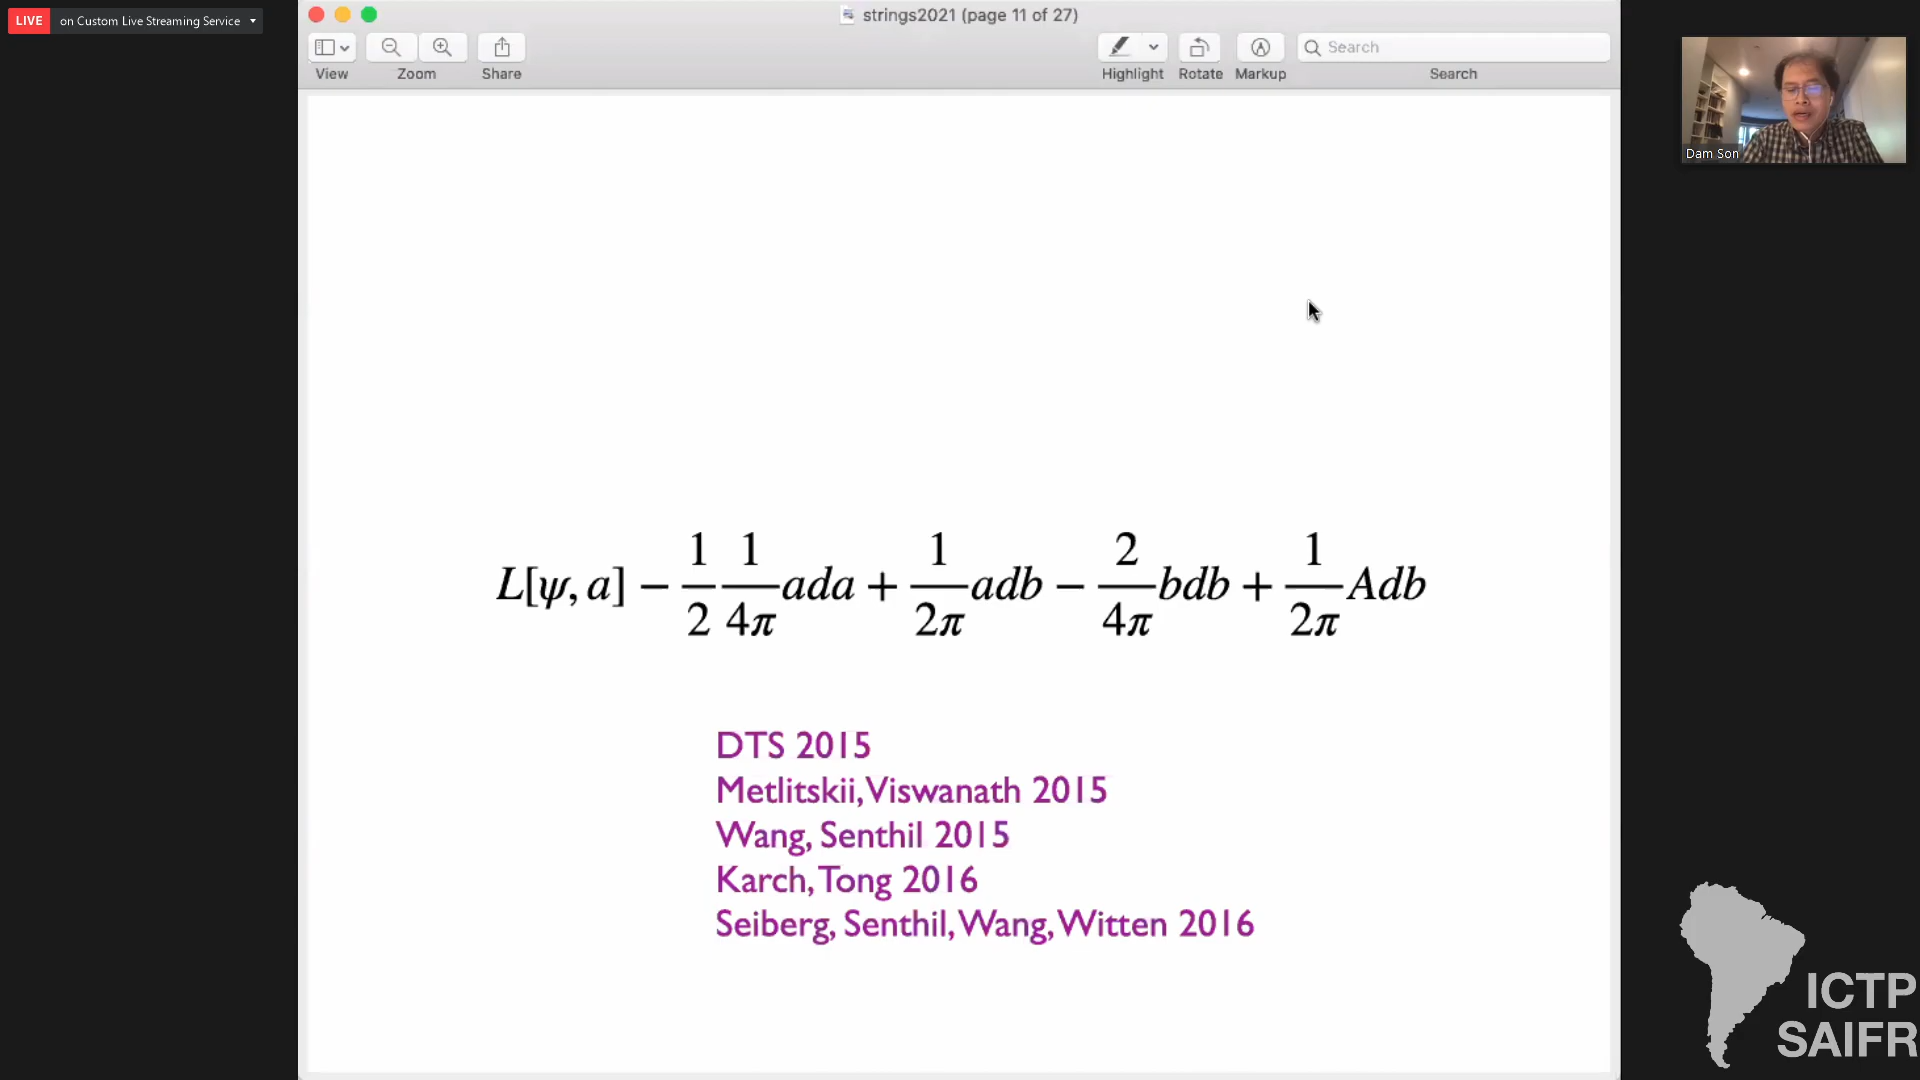 LIVE on Custom Live Streaming Service
strings2021 (page 11 of 27)
View Zoom Share Highlight Rotate Markup Search
Search
Dam Son
L[ψ, a] − 1/2 1/4π ada + 1/2π adb − 2/4π bdb + 1/2π Adb
DTS 2015
Metlitskii, Viswanath 2015
Wang, Senthil 2015
Karch, Tong 2016
Seiberg, Senthil, Wang, Witten 2016
ICTP
SAIFR